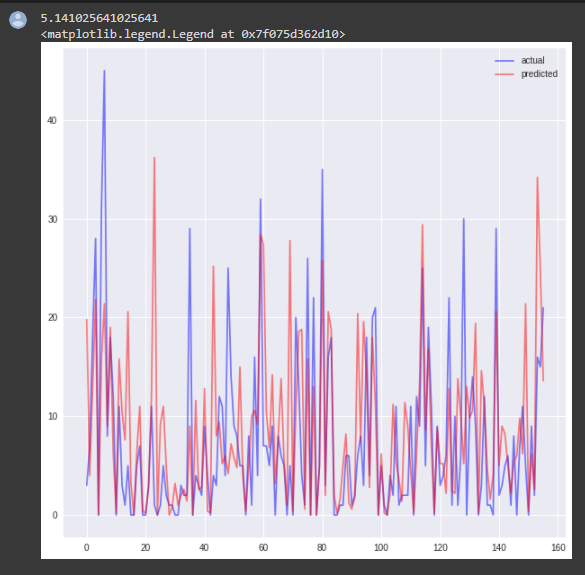 5.141025641025641
<matplotlib.legend.Legend at 0x7f075d362d10>
actual
predicted
40
30
20
10
0
0 20 40 60 80 100 120 140 160